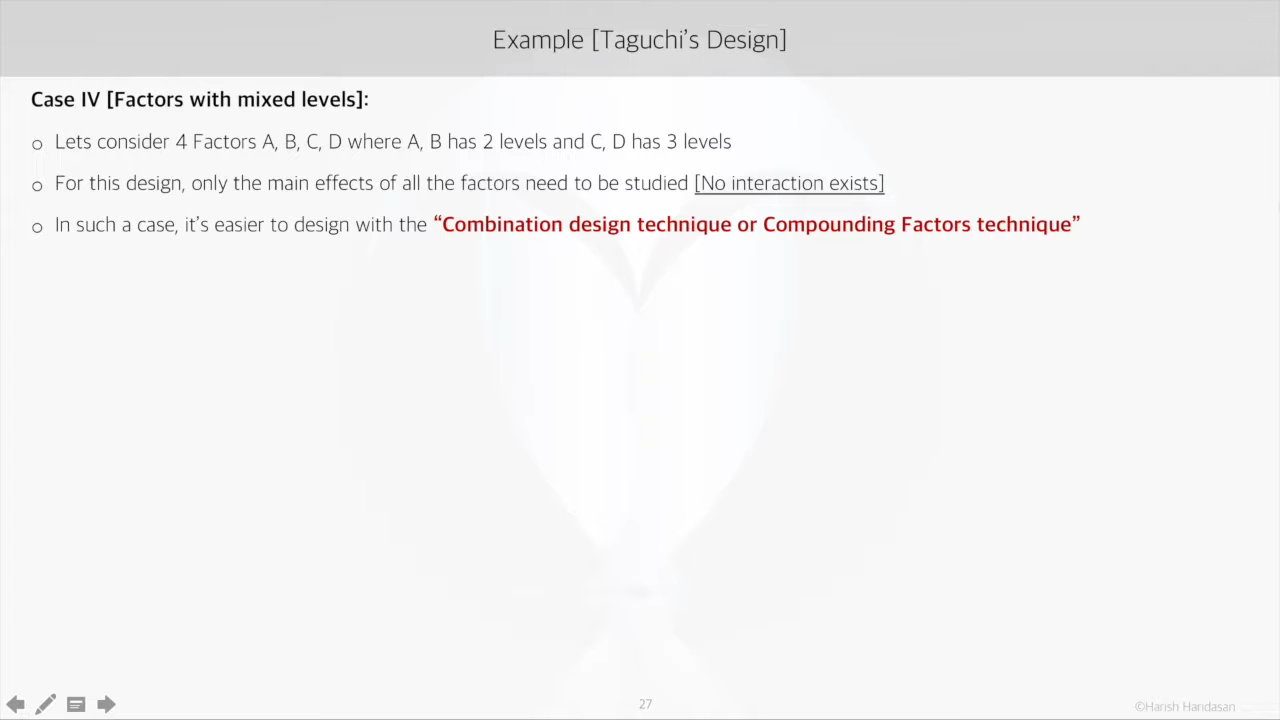 Example [Taguchi's Design]
Case IV [Factors with mixed levels]:
o Lets consider 4 Factors A, B, C, D where A, B has 2 levels and C, D has 3 levels
o For this design, only the main effects of all the factors need to be studied [No interaction exists]
o In such a case, it's easier to design with the “Combination design technique or Compounding Factors technique”
27
©Harish Haridasan